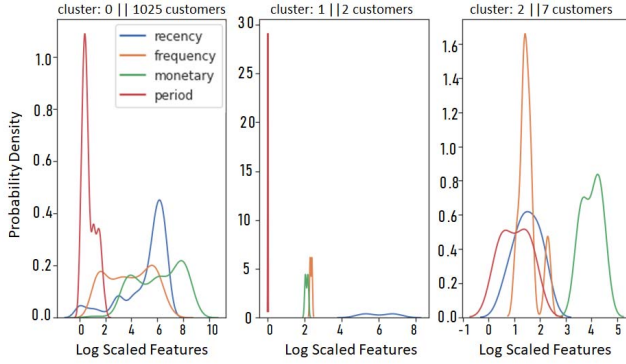 cluster: 0 || 1025 customers
cluster: 1 ||2 customers
cluster: 2 ||7 customers
recency
frequency
monetary
period
Probability Density
1.0
0.8
0.6
0.4
0.2
0.0
0 2 4 6 8 10
Log Scaled Features
30
25
20
15
10
5
0
0 2 4 6 8
Log Scaled Features
1.6
1.4
1.2
1.0
0.8
0.6
0.4
0.2
0.0
-1 0 1 2 3 4 5
Log Scaled Features